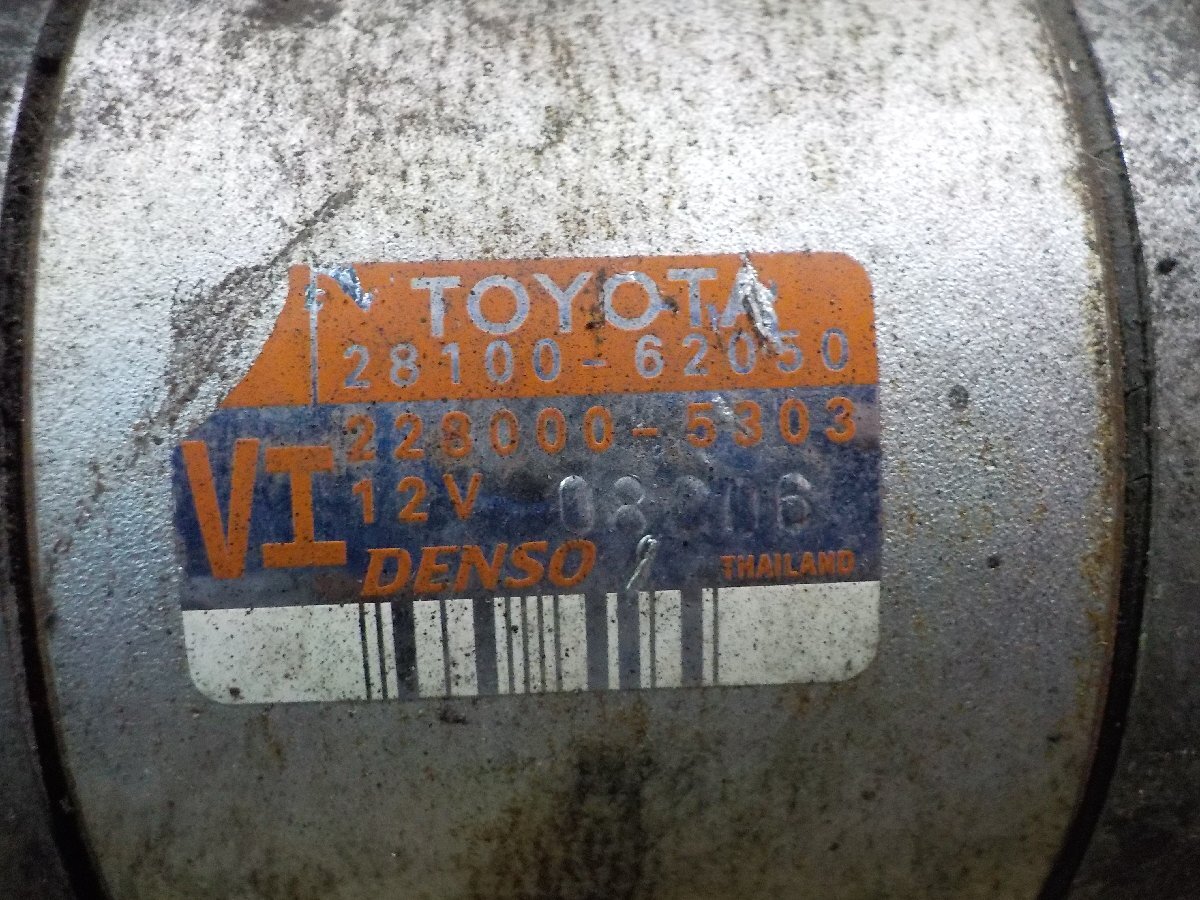 TOYOTA
28100-62050
228000-5303
VI
12V
DENSO
THAILAND